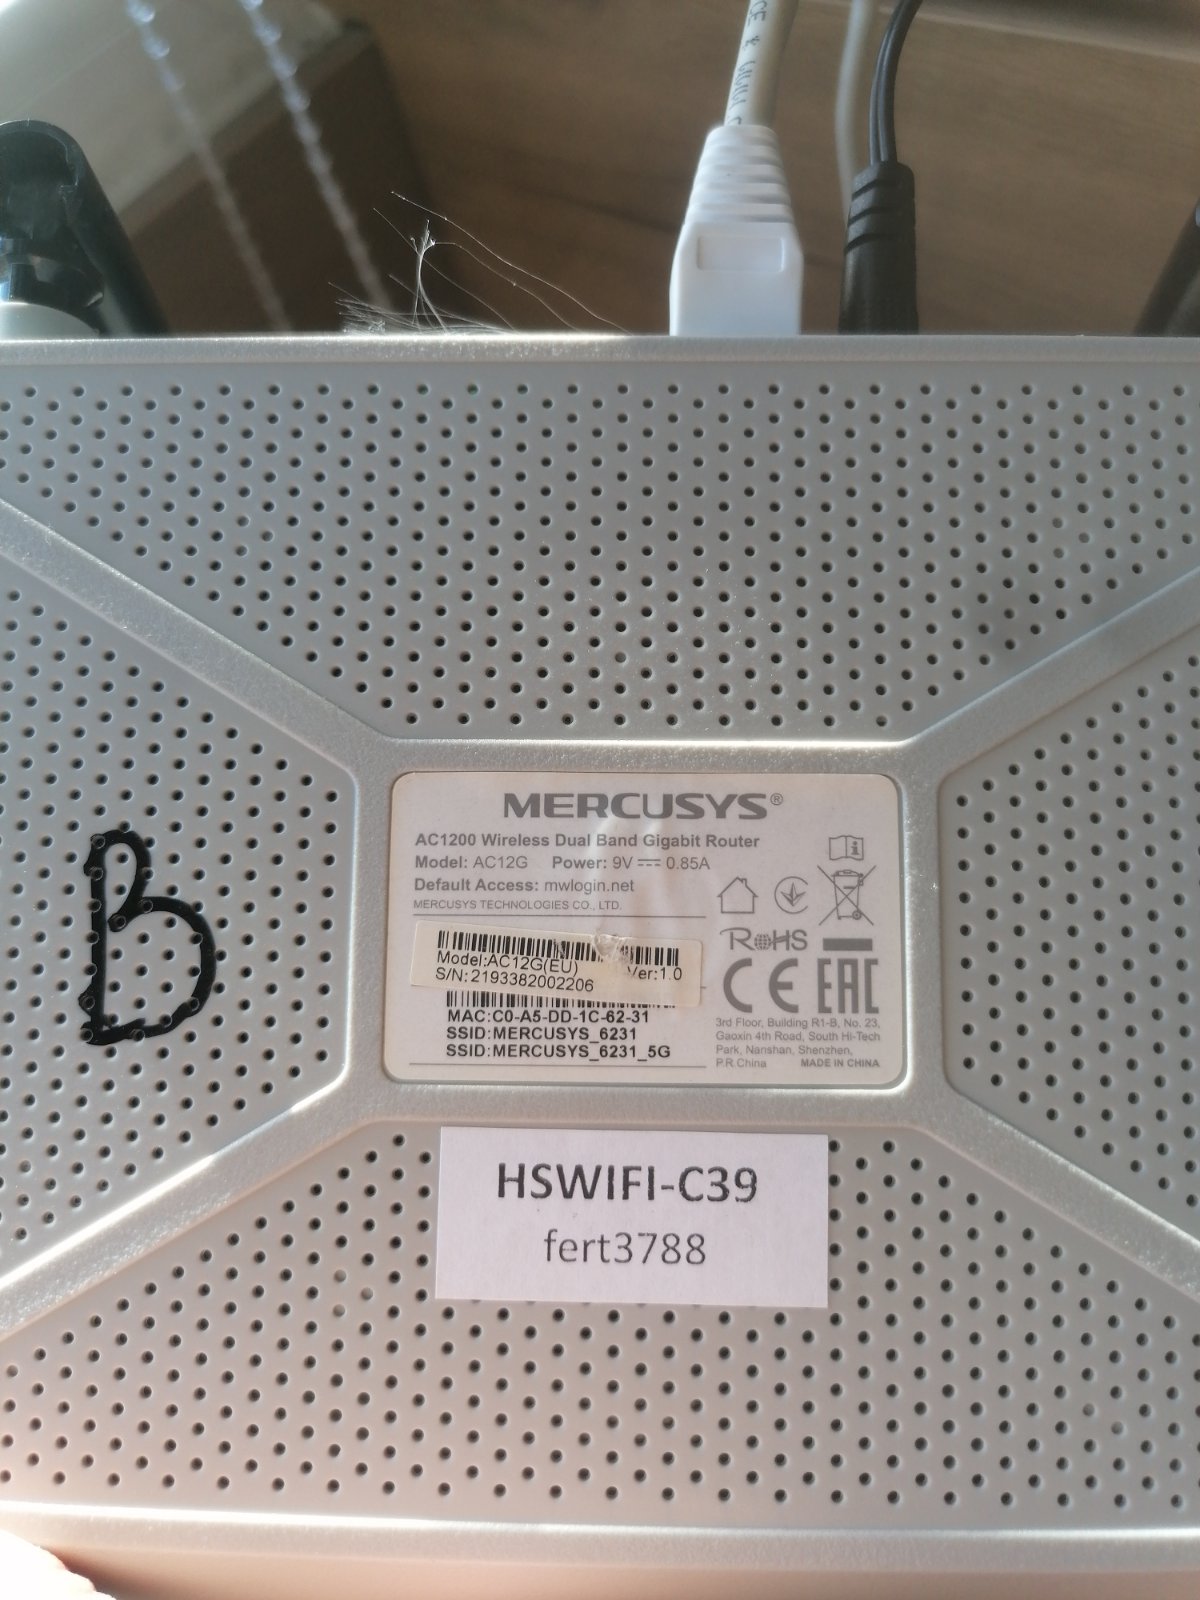 MERCUSYS®
AC1200 Wireless Dual Band Gigabit Router
Model: AC12G Power: 9V 0.85A
Default Access: mwlogin.net
MERCUSYS TECHNOLOGIES CO., LTD.
Model:AC12G(EU) Ver:1.0
S/N:2193382002206
MAC:C0-A5-DD-1C-62-31
SSID:MERCUSYS_6231
SSID:MERCUSYS_6231_5G
RoHS
CE EAC
3rd Floor, Building R1-B, No. 23,
Gaoxin 4th Road, South Hi-Tech
Park, Nanshan, Shenzhen,
P.R China MADE IN CHINA
B
HSWIFI-C39
fert3788